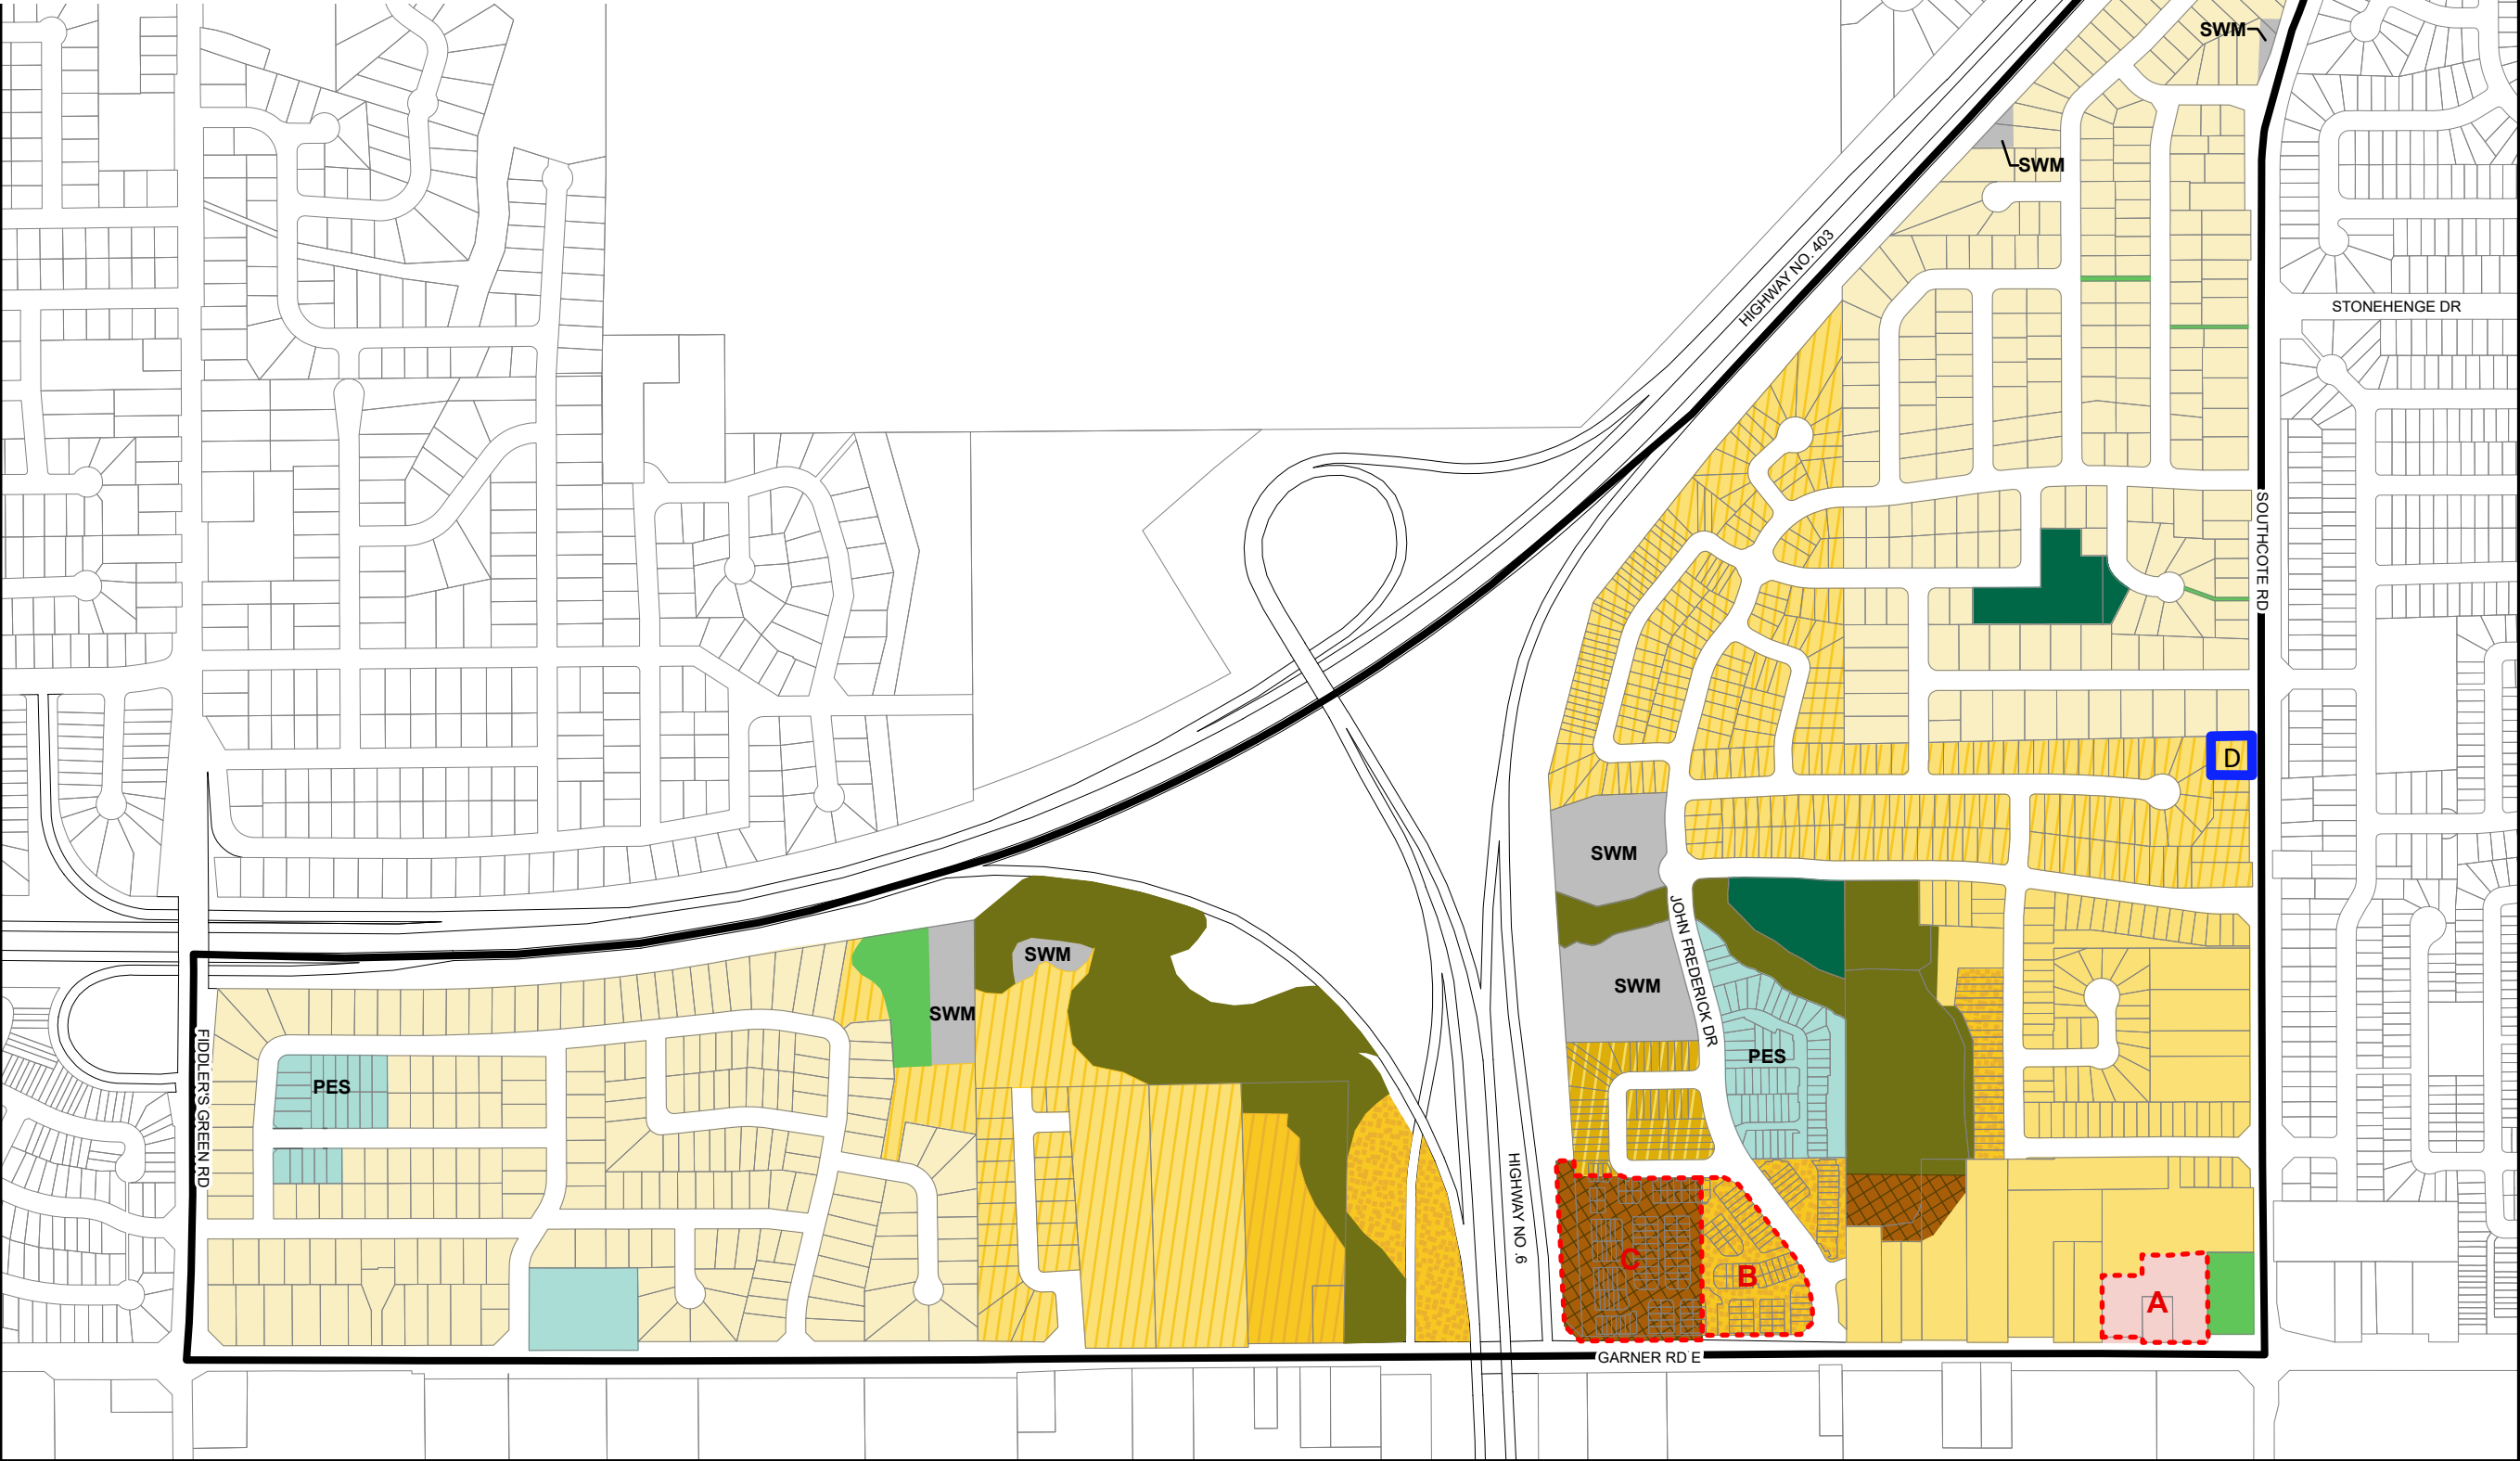 SWM
SWM
HIGHWAY NO. 403
STONEHENGE DR
SOUTHCOTE RD
D
SWM
JOHN FREDERICK DR
SWM
SWM
SWM
PES
PES
FIDDLER'S GREEN RD
HIGHWAY NO .6
C
B
A
GARNER RD E